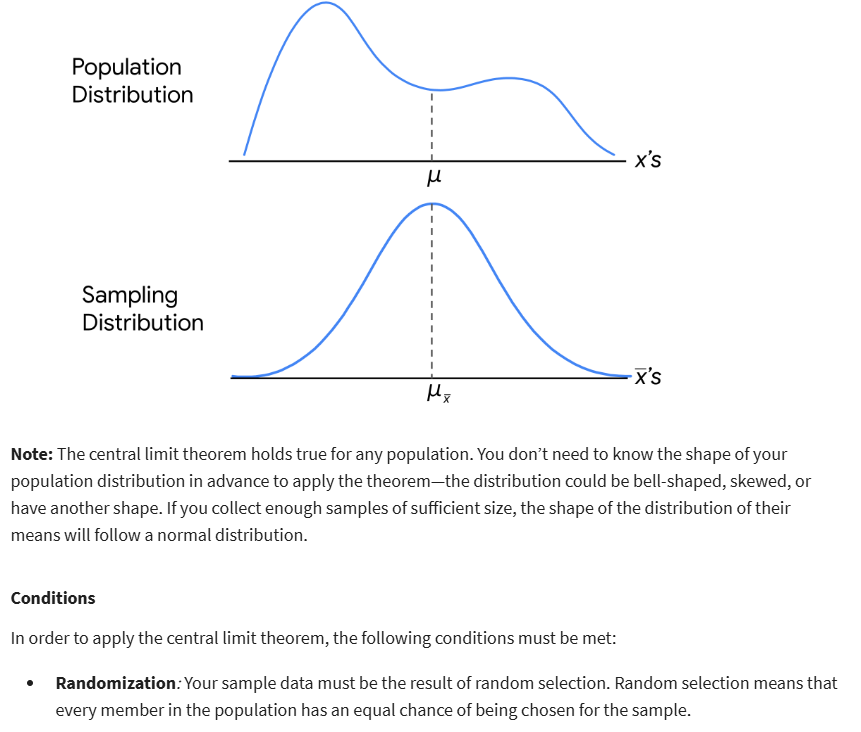 Population
Distribution
x's
μ
Sampling
Distribution
x̅'s
μx̅
Note: The central limit theorem holds true for any population. You don’t need to know the shape of your
population distribution in advance to apply the theorem—the distribution could be bell-shaped, skewed, or
have another shape. If you collect enough samples of sufficient size, the shape of the distribution of their
means will follow a normal distribution.
Conditions
In order to apply the central limit theorem, the following conditions must be met:
• Randomization: Your sample data must be the result of random selection. Random selection means that
every member in the population has an equal chance of being chosen for the sample.